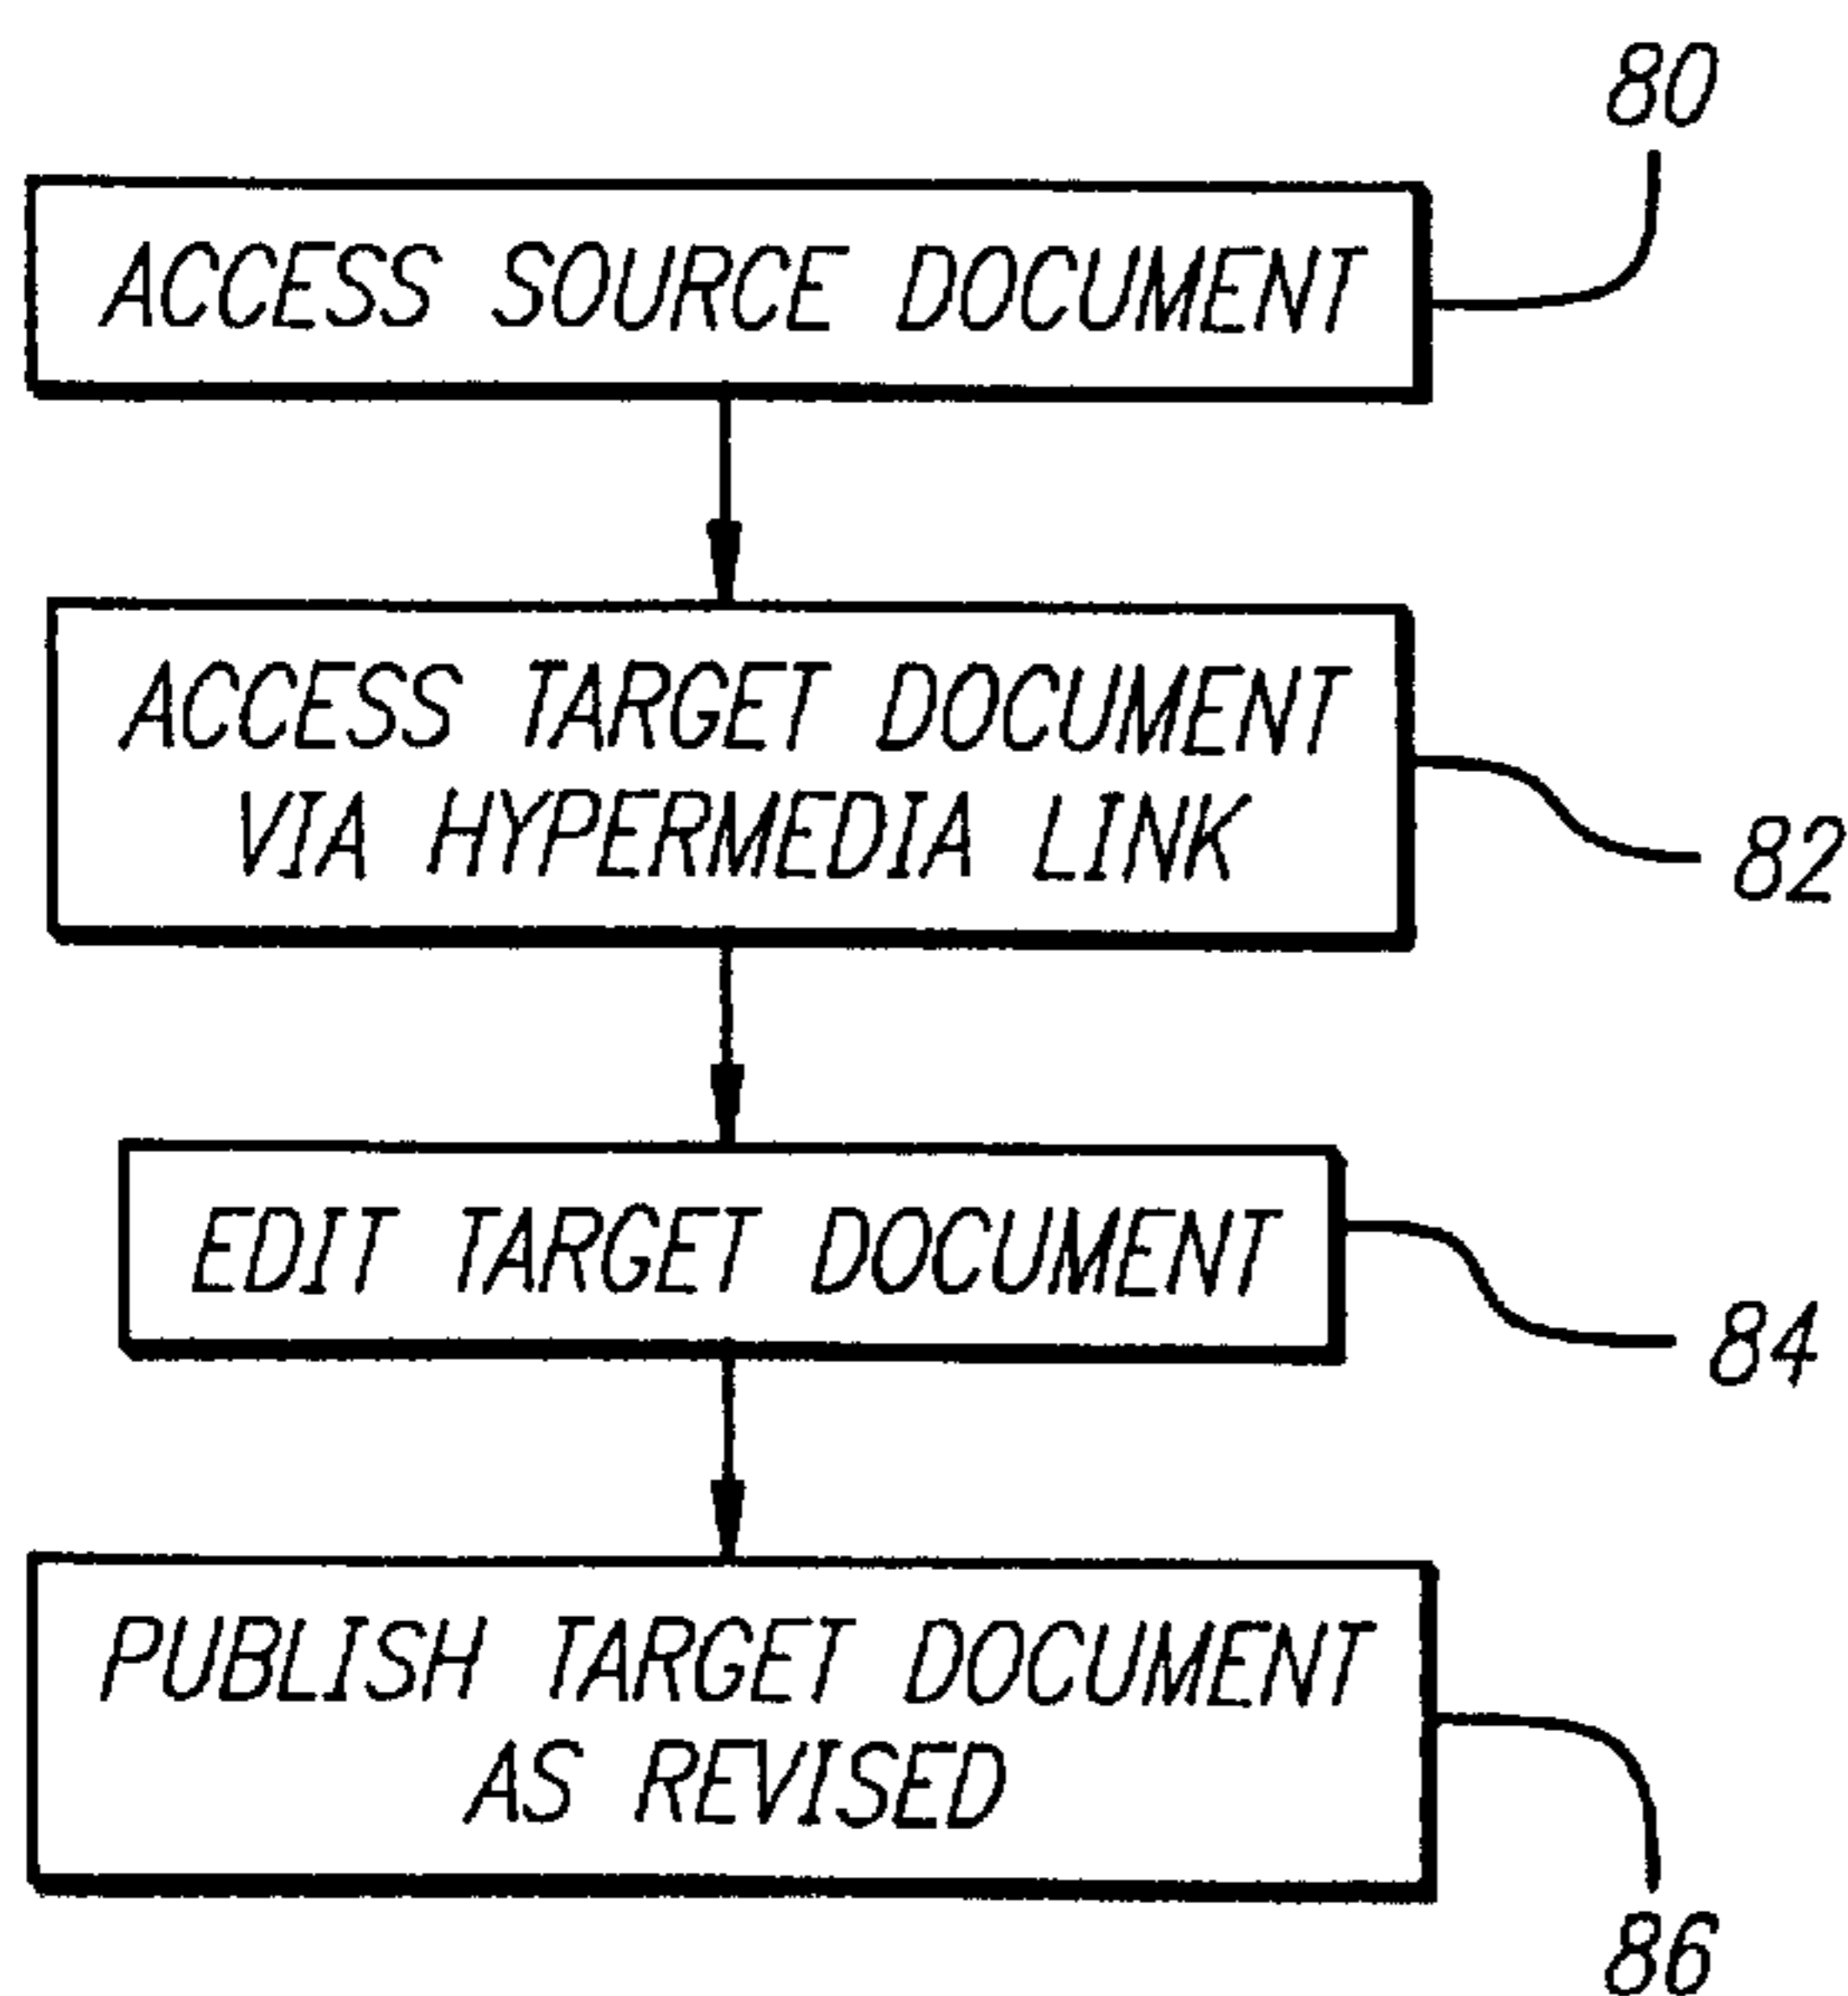 80
ACCESS SOURCE DOCUMENT
ACCESS TARGET DOCUMENT
VIA HYPERMEDIA LINK
82
EDIT TARGET DOCUMENT
84
PUBLISH TARGET DOCUMENT
AS REVISED
86